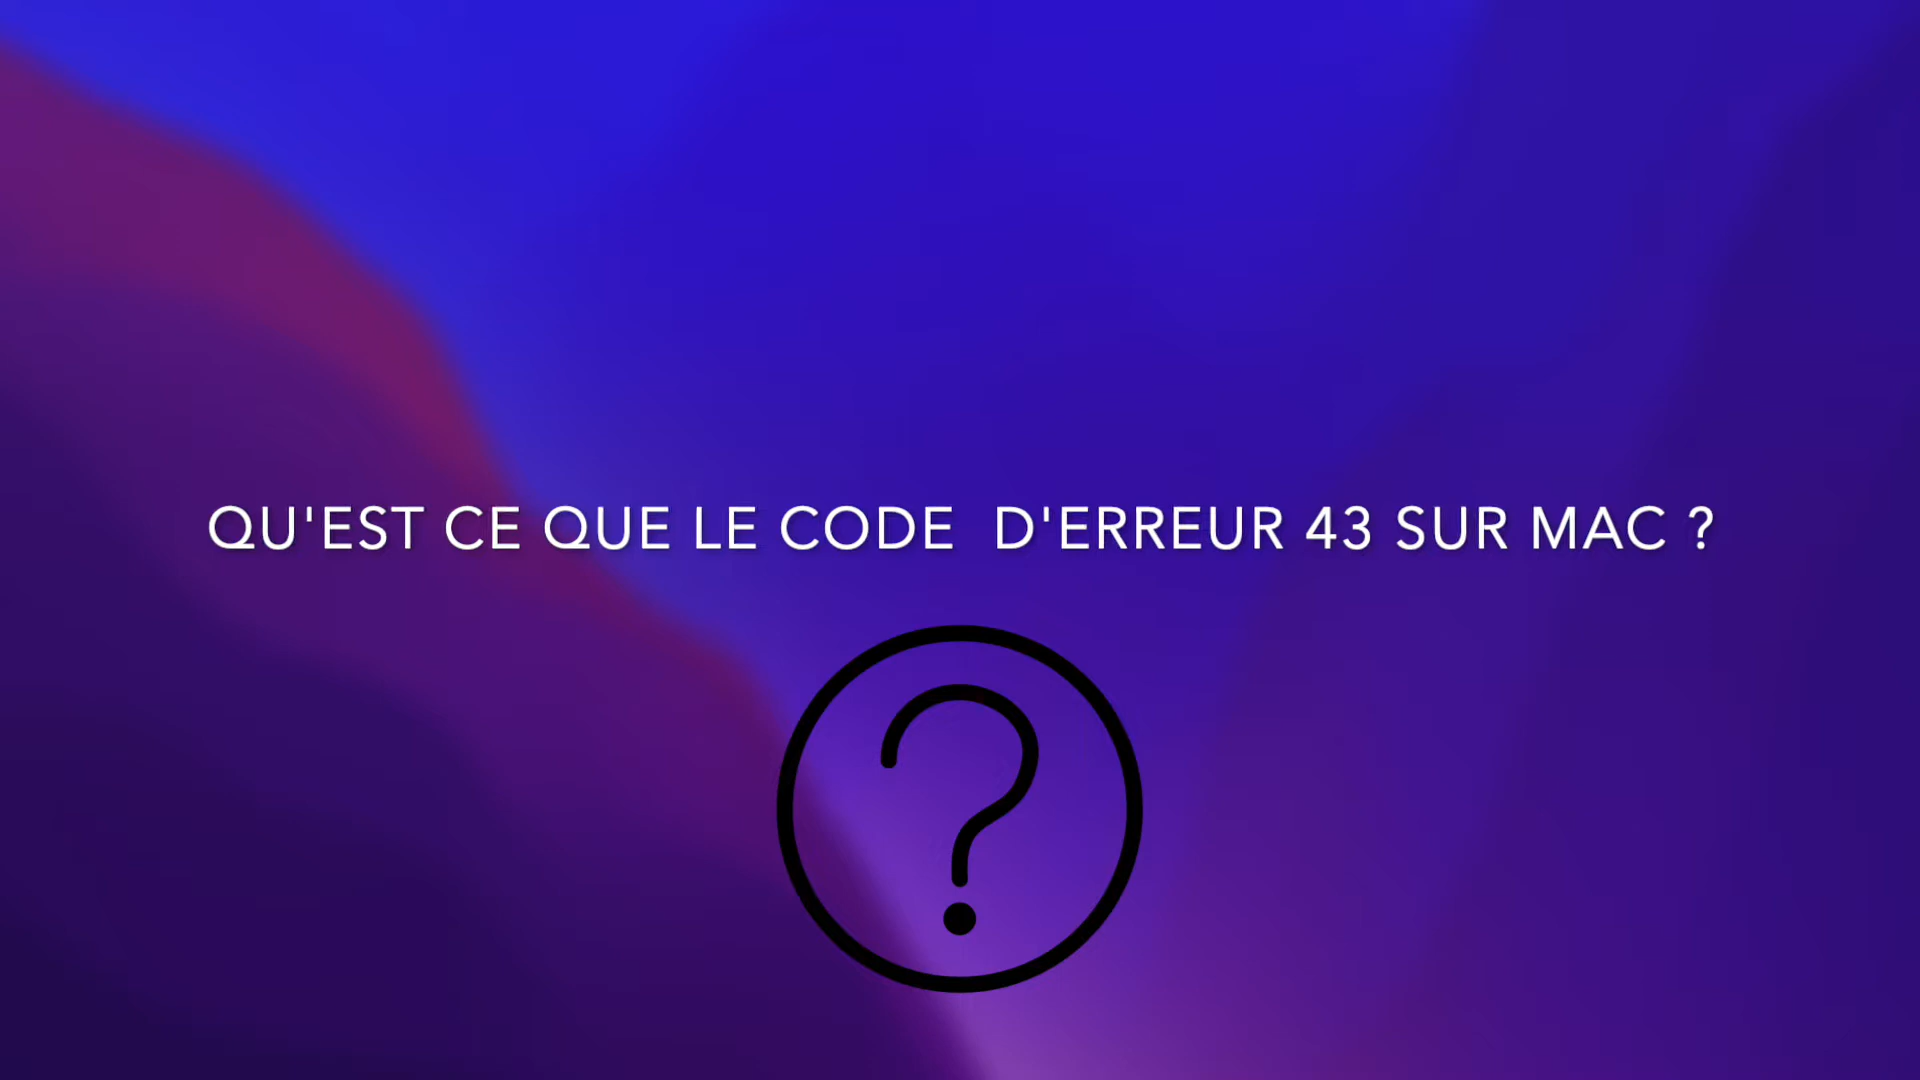 QU'EST CE QUE LE CODE  D'ERREUR 43 SUR MAC ?
?